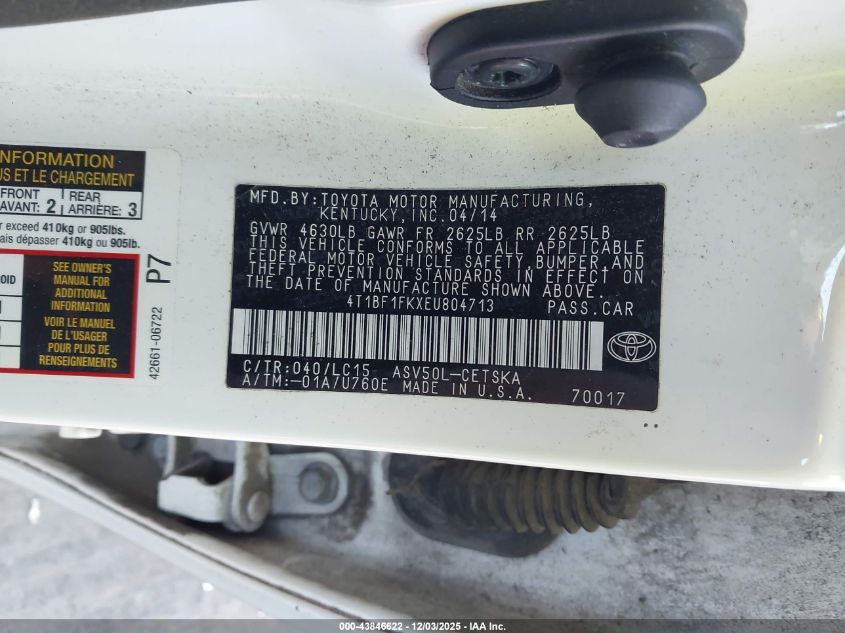 INFORMATION
US ET LE CHARGEMENT
FRONT
AVANT: 2
REAR
ARRIÈRE: 3
r exceed 410kg or 905lbs.
ais dépasser 410kg ou 905lb.
OID
SEE OWNER'S
MANUAL FOR
ADDITIONAL
INFORMATION
VOIR LE MANUEL
DE L'USAGER
POUR PLUS DE
RENSEIGNEMENTS
P7
42661-06722
MFD.BY:TOYOTA MOTOR MANUFACTURING,
KENTUCKY,INC.04/14
GVWR 4630LB GAWR FR 2625LB RR 2625LB
THIS VEHICLE CONFORMS TO ALL APPLICABLE
FEDERAL MOTOR VEHICLE SAFETY,BUMPER AND
THEFT PREVENTION STANDARDS IN EFFECT ON
THE DATE OF MANUFACTURE SHOWN ABOVE.
4T1BF1FKXEU804713 PASS.CAR
C/TR:040/LC15 ASV50L-CETSKA
A/TM:-01A/U760E MADE IN U.S.A. 70017
000-43846622 - 12/03/2025 - IAA Inc.